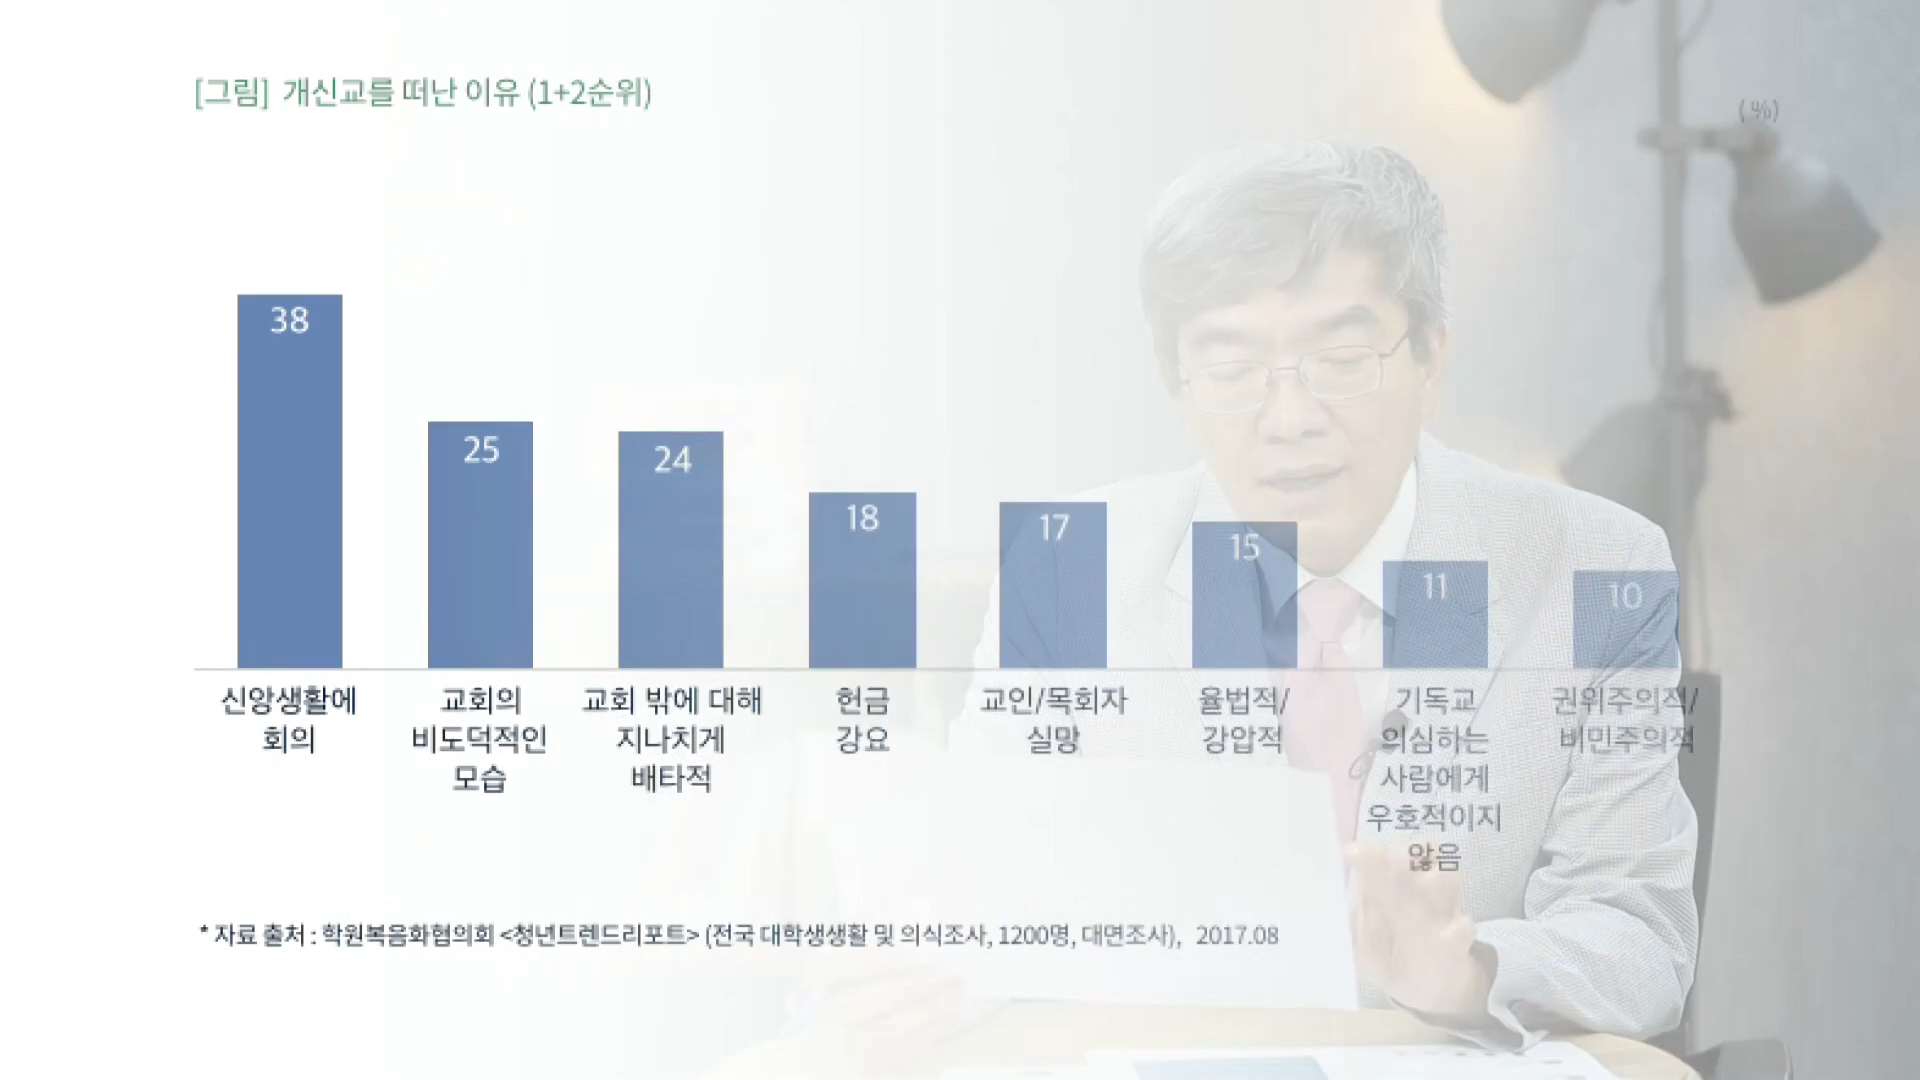 [그림] 개신교를 떠난 이유 (1+2순위)
(%)
38
25
24
18
17
15
11
10
신앙생활에
회의
교회의
비도덕적인
모습
교회 밖에 대해
지나치게
배타적
헌금
강요
교인/목회자
실망
율법적/
강압적
기독교
의심하는
사람에게
우호적이지
않음
권위주의적/
비민주의적
* 자료 출처 : 학원복음화협의회 <청년트렌드리포트> (전국 대학생생활 및 의식조사, 1200명, 대면조사), 2017.08